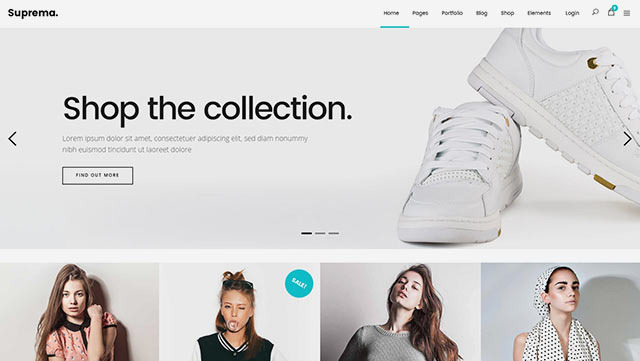 Suprema.
Home Pages Portfolio Blog Shop Elements Login
Shop the collection.
Lorem ipsum dolor sit amet, consectetuer adipiscing elit, sed diam nonummy
nibh euismod tincidunt ut laoreet dolore
FIND OUT MORE
SALE!